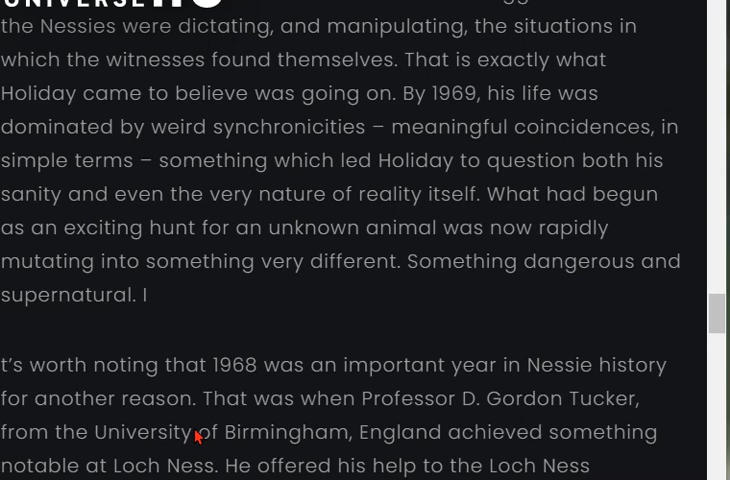 UNIVERSE
the Nessies were dictating, and manipulating, the situations in
which the witnesses found themselves. That is exactly what
Holiday came to believe was going on. By 1969, his life was
dominated by weird synchronicities – meaningful coincidences, in
simple terms – something which led Holiday to question both his
sanity and even the very nature of reality itself. What had begun
as an exciting hunt for an unknown animal was now rapidly
mutating into something very different. Something dangerous and
supernatural. I
t’s worth noting that 1968 was an important year in Nessie history
for another reason. That was when Professor D. Gordon Tucker,
from the University of Birmingham, England achieved something
notable at Loch Ness. He offered his help to the Loch Ness